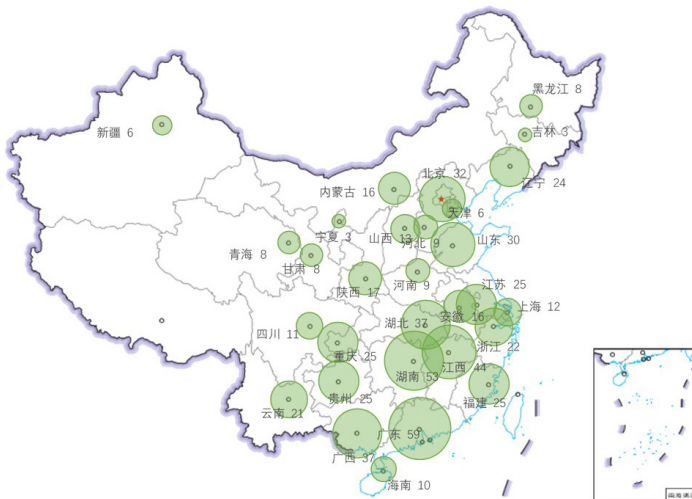 黑龙江 8
新疆 6
吉林 3
北京 32
辽宁 24
内蒙古 16
天津 6
宁夏 3
山西 13
河北 9
山东 30
青海 8
甘肃 8
陕西 17
河南 9
江苏 25
上海 12
安徽 16
湖北 37
四川 11
重庆 25
浙江 22
江西 44
湖南 53
贵州 25
福建 25
云南 21
广东 59
广西 37
海南 10